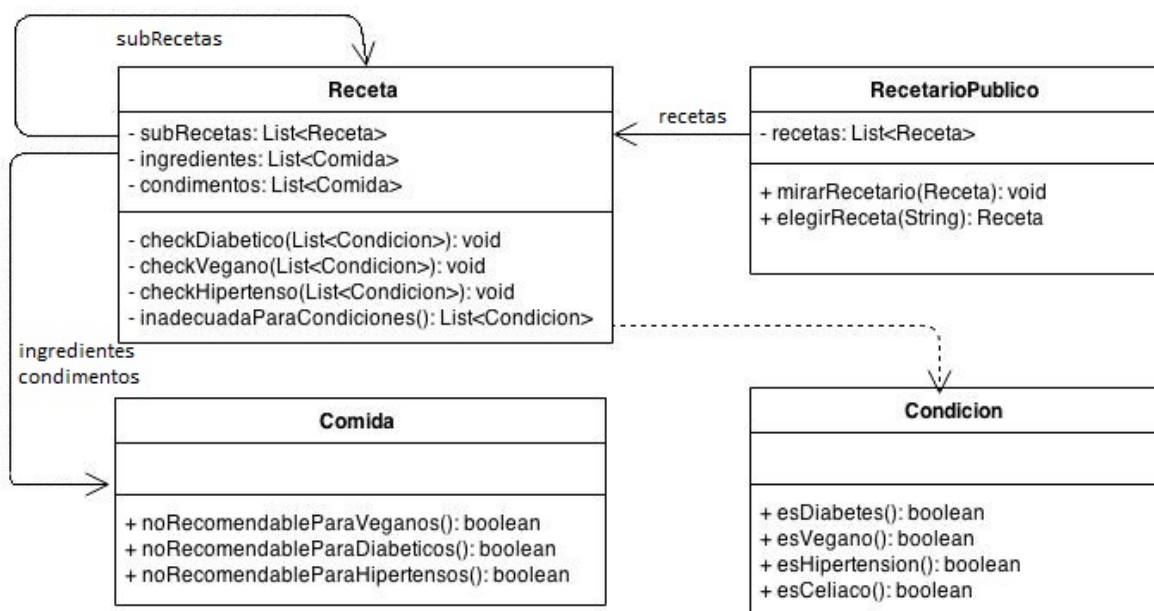 subRecetas
Receta
- subRecetas: List<Receta>
- ingredientes: List<Comida>
- condimentos: List<Comida>
- checkDiabetico(List<Condicion>): void
- checkVegano(List<Condicion>): void
- checkHipertenso(List<Condicion>): void
- inadecuadaParaCondiciones(): List<Condicion>
recetas
RecetarioPublico
- recetas: List<Receta>
+ mirarRecetario(Receta): void
+ elegirReceta(String): Receta
ingredientes
condimentos
Comida
+ noRecomendableParaVeganos(): boolean
+ noRecomendableParaDiabeticos(): boolean
+ noRecomendableParaHipertensos(): boolean
Condicion
+ esDiabetes(): boolean
+ esVegano(): boolean
+ esHipertension(): boolean
+ esCeliaco(): boolean